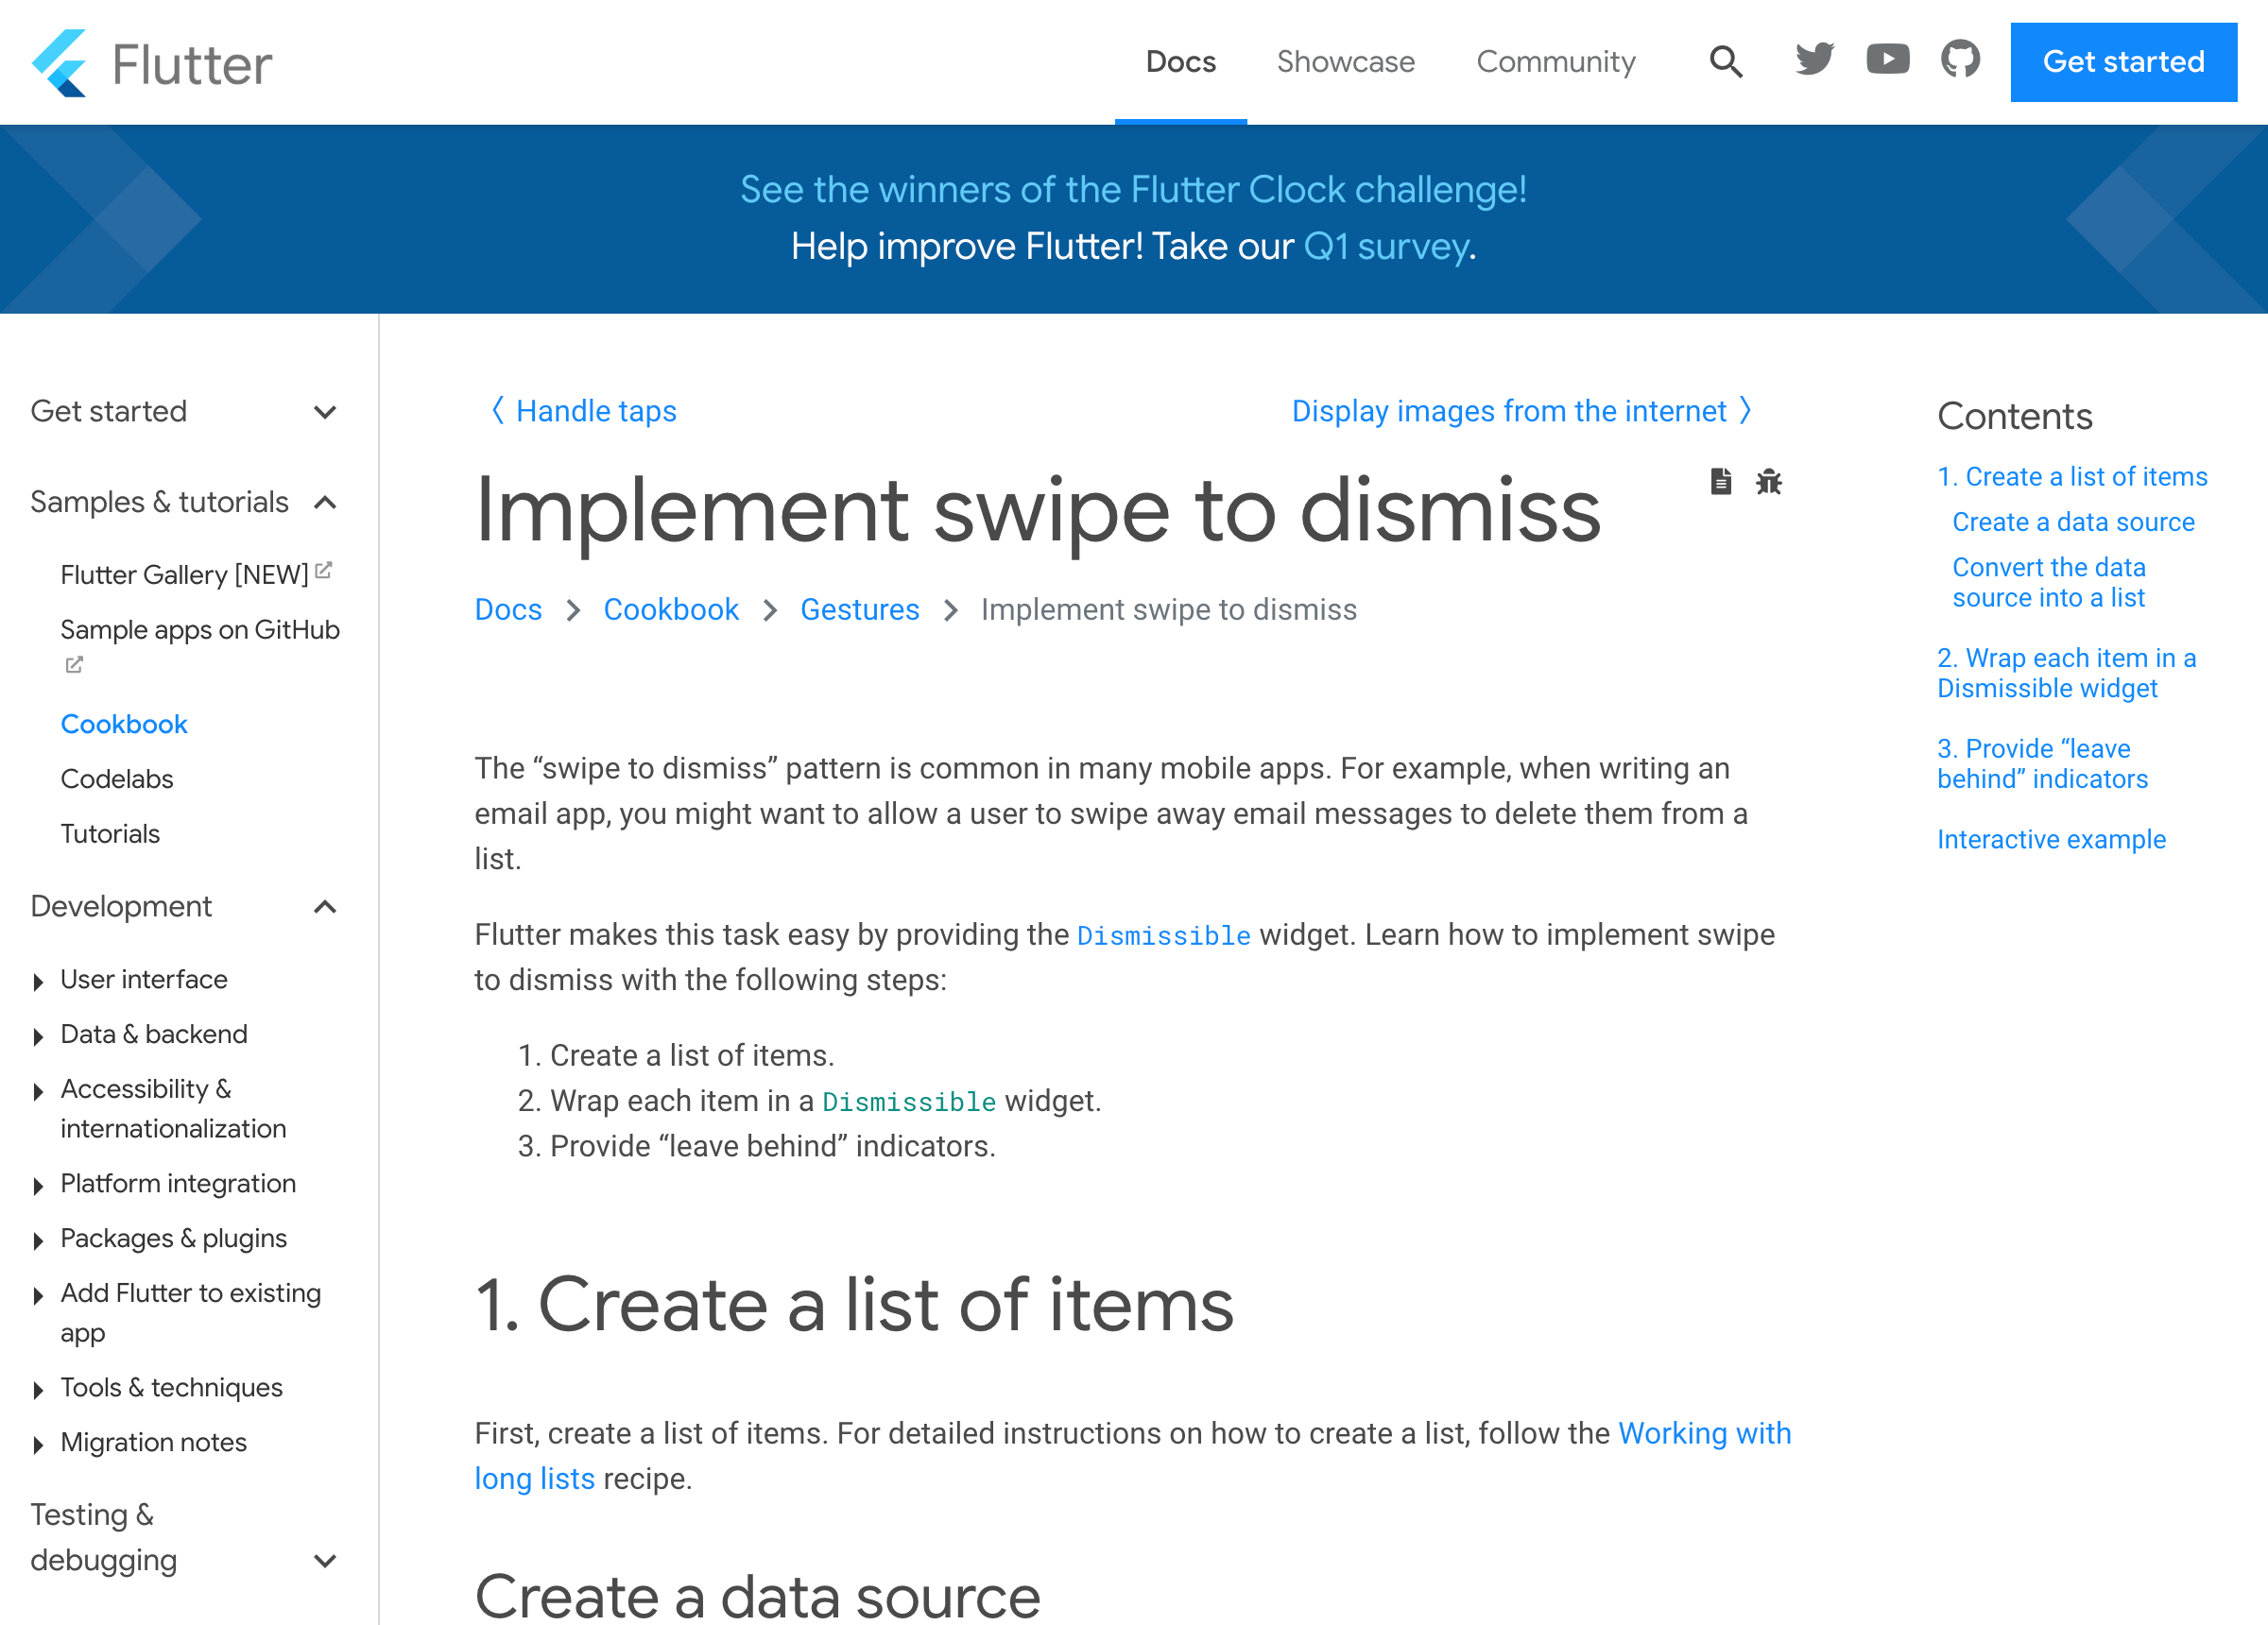 Flutter
Docs
Showcase
Community
Get started
See the winners of the Flutter Clock challenge!
Help improve Flutter! Take our Q1 survey.
Get started
Samples & tutorials
Flutter Gallery [NEW]
Sample apps on GitHub
Cookbook
Codelabs
Tutorials
Development
User interface
Data & backend
Accessibility &
internationalization
Platform integration
Packages & plugins
Add Flutter to existing
app
Tools & techniques
Migration notes
Testing &
debugging
〈 Handle taps
Display images from the internet 〉
Implement swipe to dismiss
Docs > Cookbook > Gestures > Implement swipe to dismiss
The “swipe to dismiss” pattern is common in many mobile apps. For example, when writing an
email app, you might want to allow a user to swipe away email messages to delete them from a
list.
Flutter makes this task easy by providing the Dismissible widget. Learn how to implement swipe
to dismiss with the following steps:
1. Create a list of items.
2. Wrap each item in a Dismissible widget.
3. Provide “leave behind” indicators.
1. Create a list of items
First, create a list of items. For detailed instructions on how to create a list, follow the Working with
long lists recipe.
Create a data source
Contents
1. Create a list of items
Create a data source
Convert the data
source into a list
2. Wrap each item in a
Dismissible widget
3. Provide “leave
behind” indicators
Interactive example